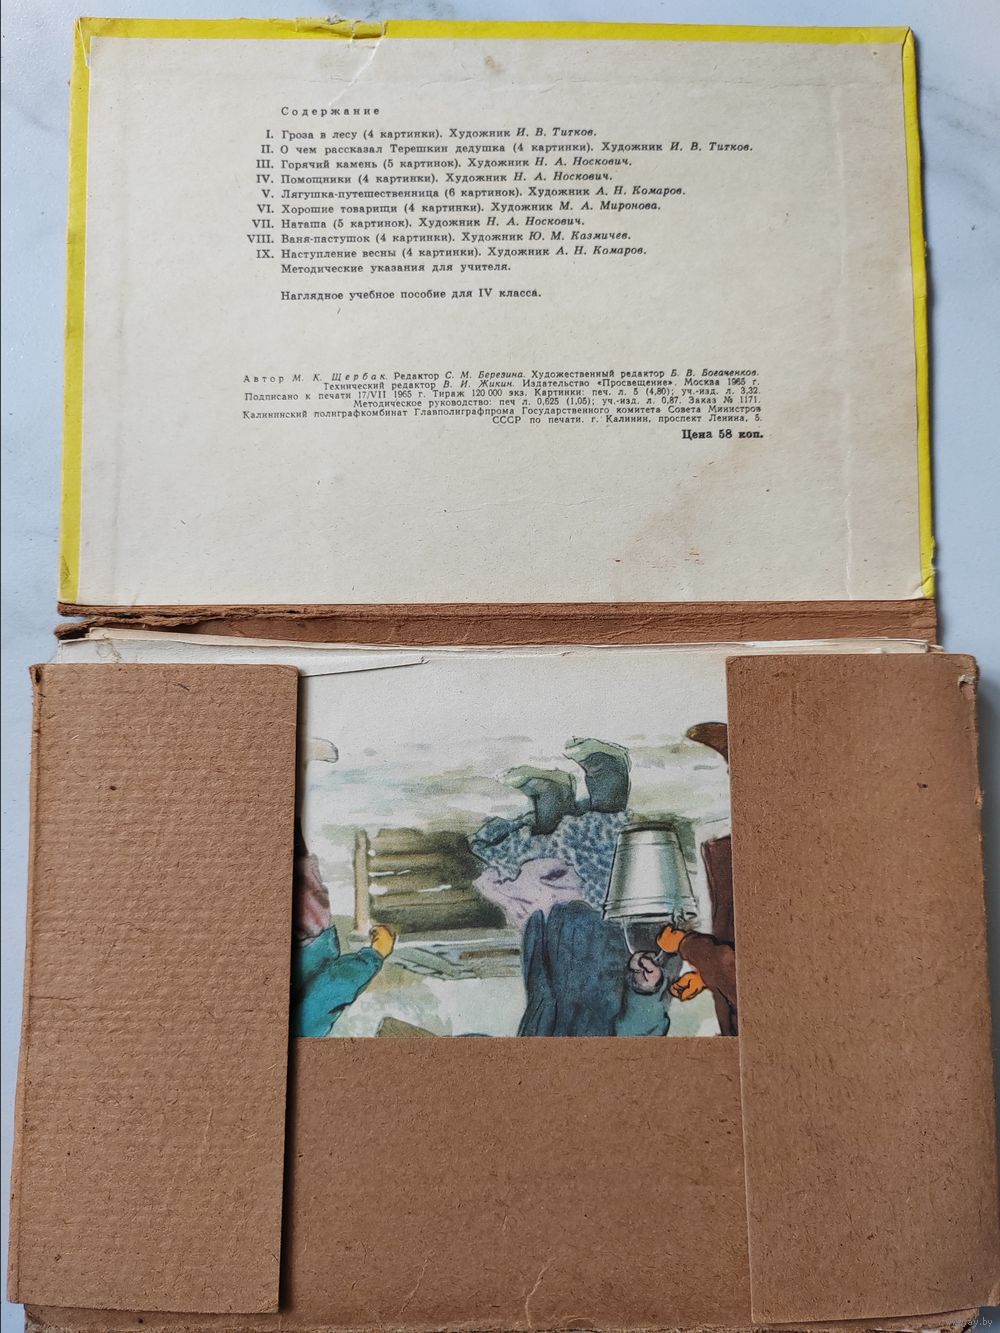 Содержание
I. Гроза в лесу (4 картинки). Художник И. В. Титков.
II. О чем рассказал Терешкин дедушка (4 картинки). Художник И. В. Титков.
III. Горячий камень (5 картинок). Художник Н. А. Носкович.
IV. Помощники (4 картинки). Художник Н. А. Носкович.
V. Лягушка-путешественница (6 картинок). Художник А. Н. Комаров.
VI. Хорошие товарищи (4 картинки). Художник М. А. Миронова.
VII. Наташа (5 картинок). Художник Н. А. Носкович.
VIII. Ваня-пастушок (4 картинки). Художник Ю. М. Казмичев.
IX. Наступление весны (4 картинки). Художник А. Н. Комаров.
Методические указания для учителя.
Наглядное учебное пособие для IV класса.
Автор М. К. Щербак. Редактор С. М. Березина. Художественный редактор Б. В. Богаченков.
Технический редактор В. И. Жикин. Издательство «Просвещение». Москва 1965 г.
Подписано к печати 17/VII 1965 г. Тираж 120 000 экз. Картинки: печ. л. 5 (4,80); уч.-изд. л. 3,32.
Методическое руководство: печ л. 0,625 (1,05); уч.-изд. л. 0,87. Заказ № 1171.
Калининский полиграфкомбинат Главполиграфпрома Государственного комитета Совета Министров
СССР по печати. г. Калинин, проспект Ленина, 5.
Цена 58 коп.